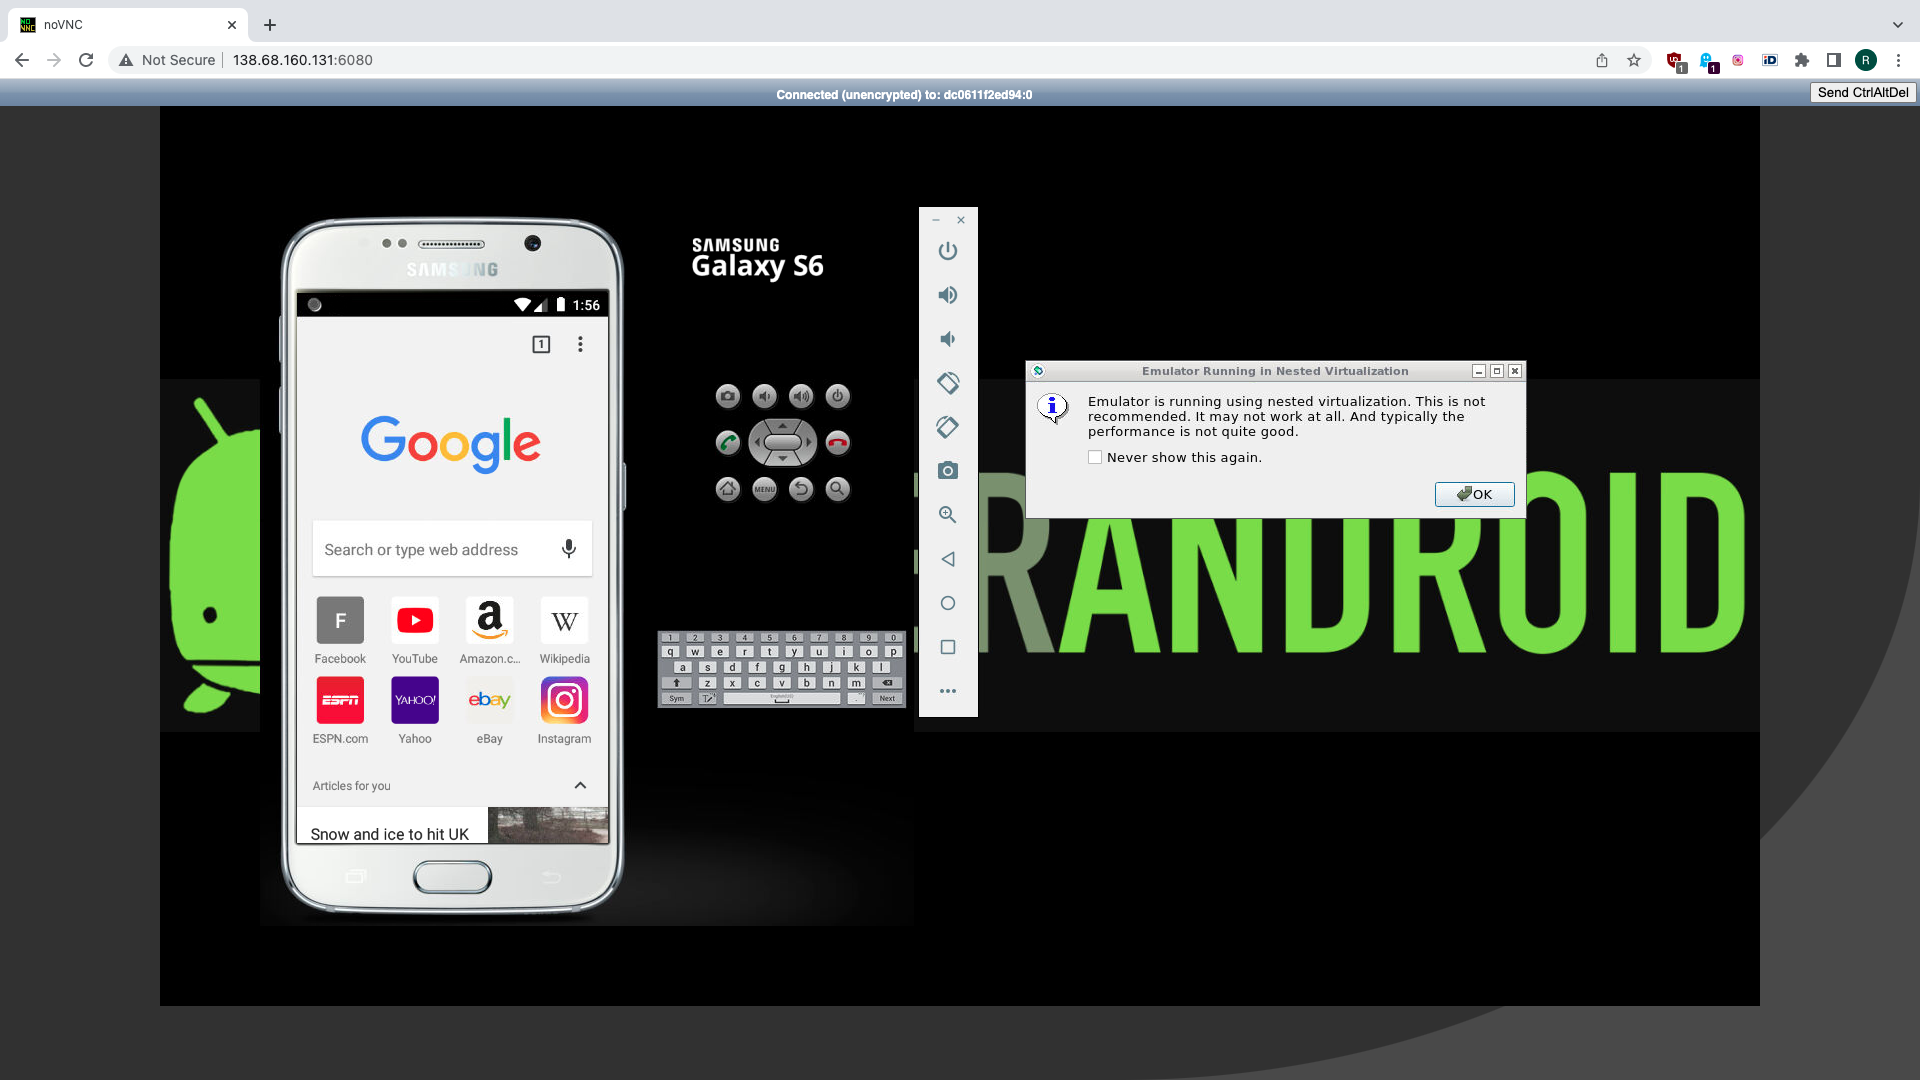 noVNC
Not Secure
138.68.160.131:6080
1
1
R
Connected (unencrypted) to: dc0611f2ed94:0
Send CtrlAltDel
SAMSUNG
SAMSUNG
Galaxy S6
1:56
1
Google
Search or type web address
F
a
W
Facebook YouTube Amazon.c... Wikipedia
ESPN
YAHOO!
ebay
ESPN.com Yahoo eBay Instagram
Articles for you
Snow and ice to hit UK
MENU
1 2 3 4 5 6 7 8 9 0
q w e r t y u i o p
a s d f g h j k l
z x c v b n m
Sym
Next
Emulator Running in Nested Virtualization
Emulator is running using nested virtualization. This is not
recommended. It may not work at all. And typically the
performance is not quite good.
Never show this again.
OK
RANDROID